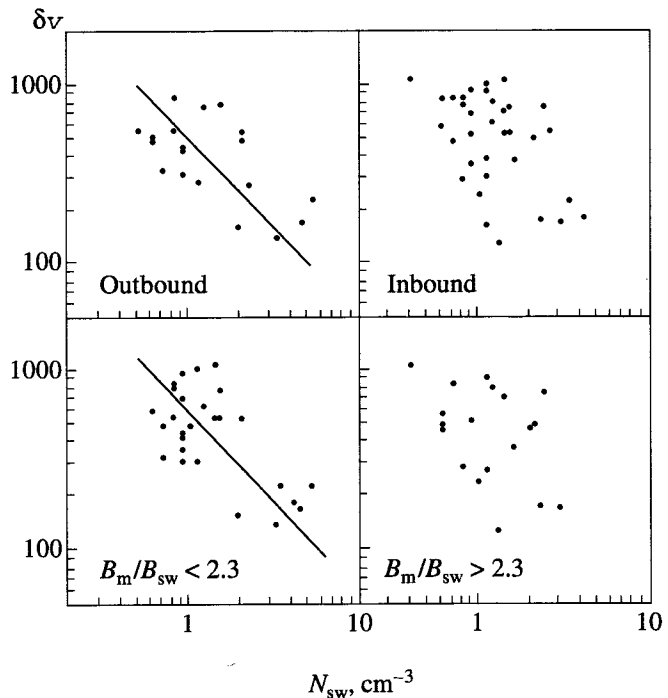 δv
1000
100
Outbound
Inbound
1000
100
B_m/B_sw < 2.3
B_m/B_sw > 2.3
1 10 1 10
N_sw, cm⁻³